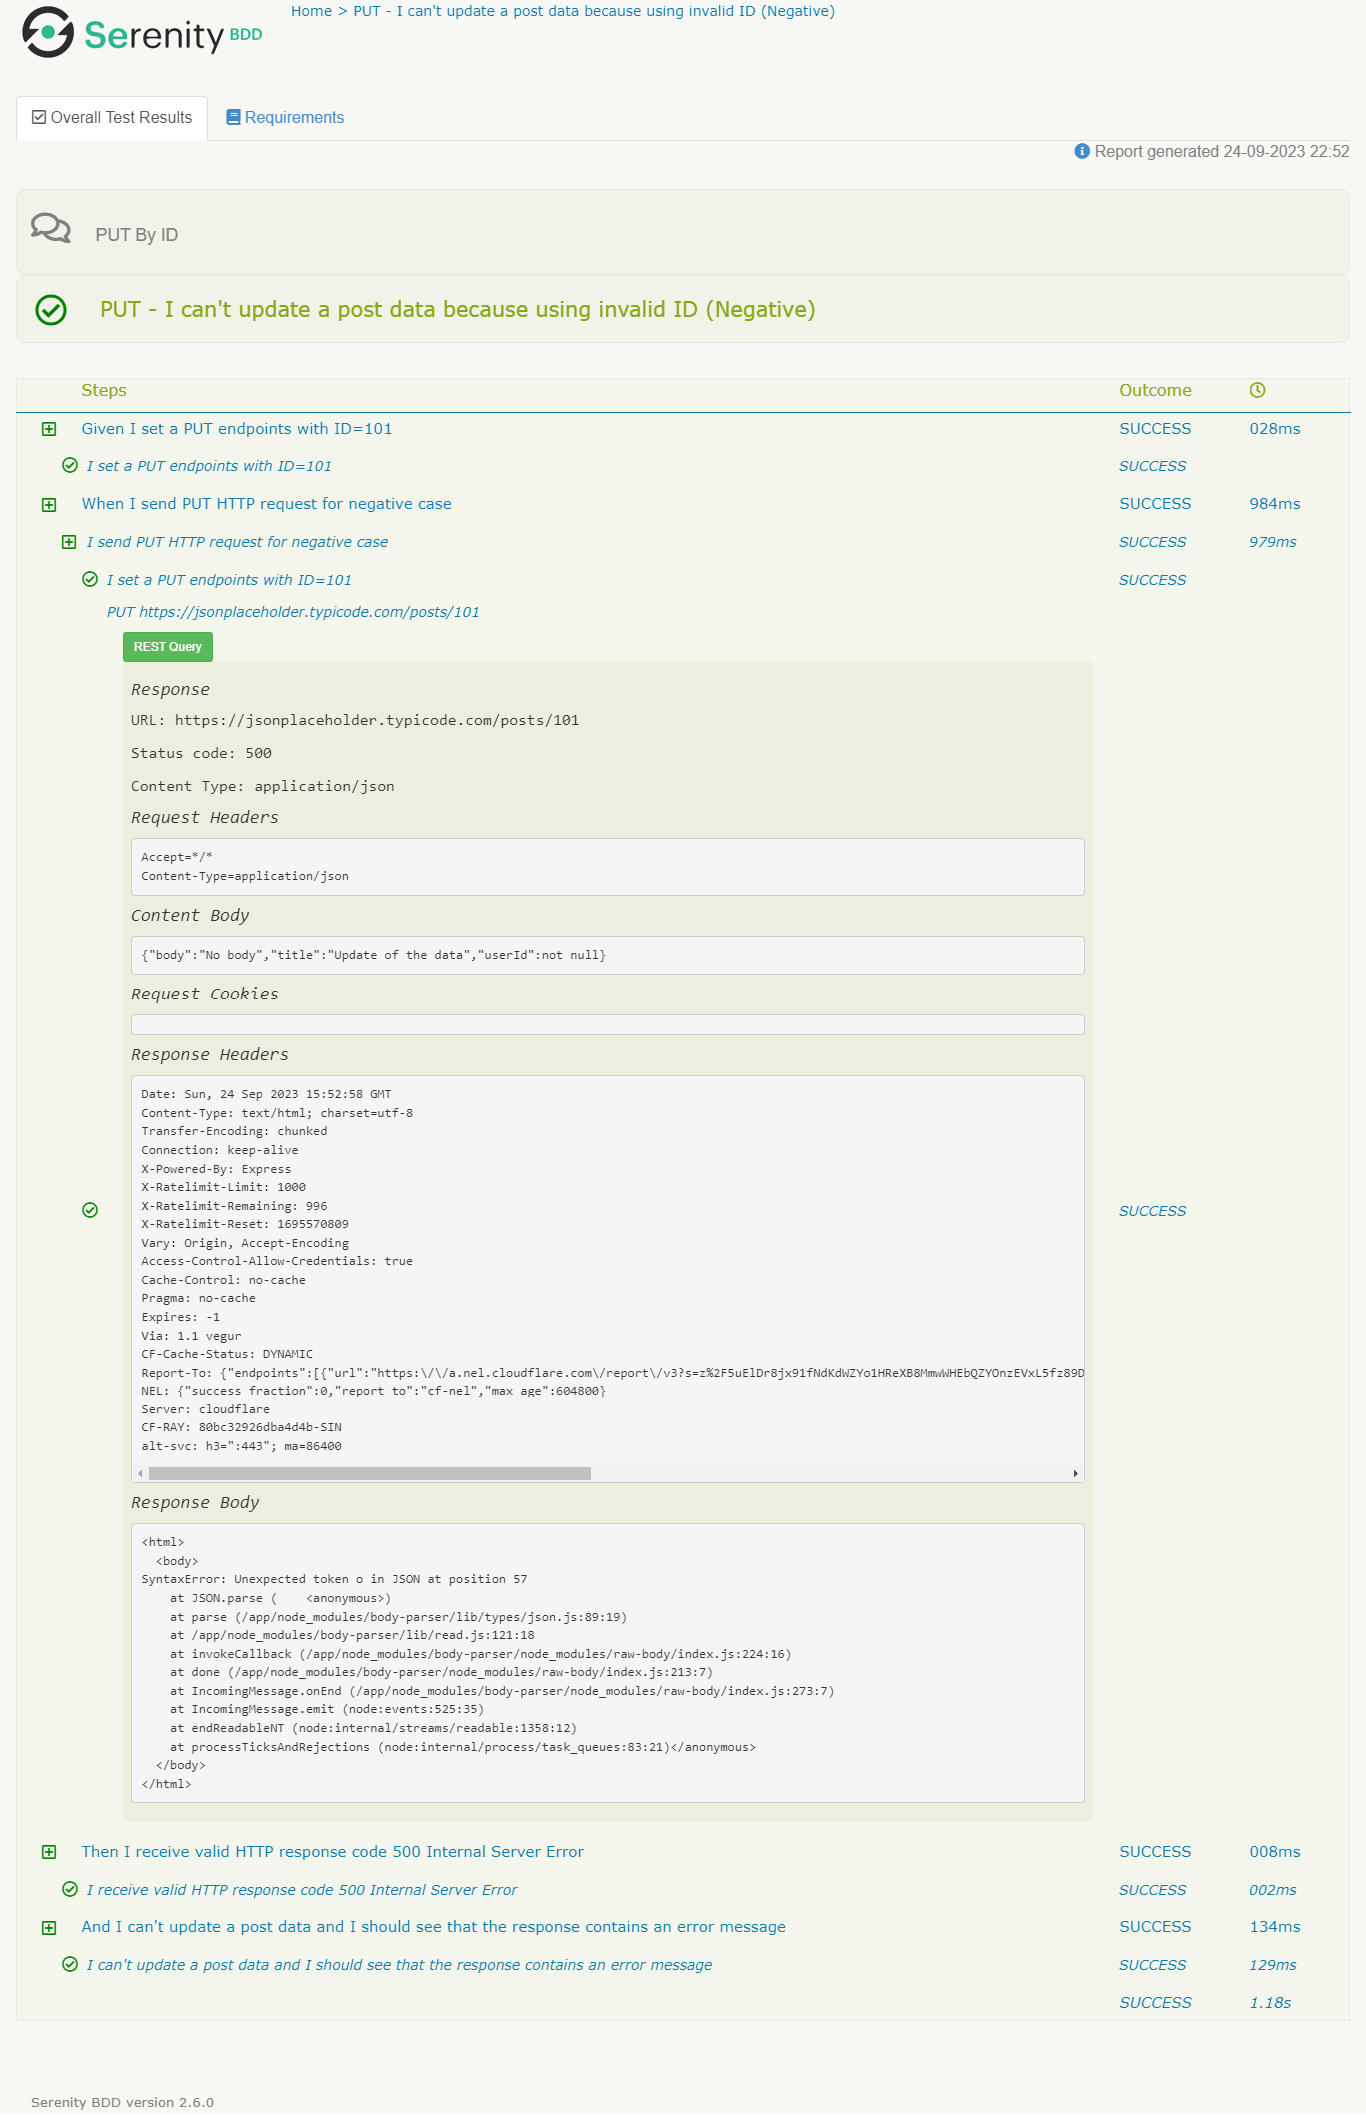 Serenity BDD
Home > PUT - I can't update a post data because using invalid ID (Negative)
Overall Test Results
Requirements
Report generated 24-09-2023 22:52
PUT By ID
PUT - I can't update a post data because using invalid ID (Negative)
Steps Outcome
Given I set a PUT endpoints with ID=101 SUCCESS 028ms
I set a PUT endpoints with ID=101 SUCCESS
When I send PUT HTTP request for negative case SUCCESS 984ms
I send PUT HTTP request for negative case SUCCESS 979ms
I set a PUT endpoints with ID=101 SUCCESS
PUT https://jsonplaceholder.typicode.com/posts/101
REST Query
Response
URL: https://jsonplaceholder.typicode.com/posts/101
Status code: 500
Content Type: application/json
Request Headers
Accept=*/*
Content-Type=application/json
Content Body
{"body":"No body","title":"Update of the data","userId":not null}
Request Cookies
Response Headers
Date: Sun, 24 Sep 2023 15:52:58 GMT
Content-Type: text/html; charset=utf-8
Transfer-Encoding: chunked
Connection: keep-alive
X-Powered-By: Express
X-Ratelimit-Limit: 1000
X-Ratelimit-Remaining: 996
X-Ratelimit-Reset: 1695570809
Vary: Origin, Accept-Encoding
Access-Control-Allow-Credentials: true
Cache-Control: no-cache
Pragma: no-cache
Expires: -1
Via: 1.1 vegur
CF-Cache-Status: DYNAMIC
Report-To: {"endpoints":[{"url":"https:\/\/a.nel.cloudflare.com\/report\/v3?s=z%2F5uElDr8jx91fNdKdWZYo1HReXB8MmwWHEbQZYOnzEVxL5fz89D
NEL: {"success_fraction":0,"report_to":"cf-nel","max_age":604800}
Server: cloudflare
CF-RAY: 80bc32926dba4d4b-SIN
alt-svc: h3=":443"; ma=86400
SUCCESS
Response Body
<html>
  <body>
SyntaxError: Unexpected token o in JSON at position 57
    at JSON.parse (    <anonymous>)
    at parse (/app/node_modules/body-parser/lib/types/json.js:89:19)
    at /app/node_modules/body-parser/lib/read.js:121:18
    at invokeCallback (/app/node_modules/body-parser/node_modules/raw-body/index.js:224:16)
    at done (/app/node_modules/body-parser/node_modules/raw-body/index.js:213:7)
    at IncomingMessage.onEnd (/app/node_modules/body-parser/node_modules/raw-body/index.js:273:7)
    at IncomingMessage.emit (node:events:525:35)
    at endReadableNT (node:internal/streams/readable:1358:12)
    at processTicksAndRejections (node:internal/process/task_queues:83:21)</anonymous>
  </body>
</html>
Then I receive valid HTTP response code 500 Internal Server Error SUCCESS 008ms
I receive valid HTTP response code 500 Internal Server Error SUCCESS 002ms
And I can't update a post data and I should see that the response contains an error message SUCCESS 134ms
I can't update a post data and I should see that the response contains an error message SUCCESS 129ms
SUCCESS 1.18s
Serenity BDD version 2.6.0